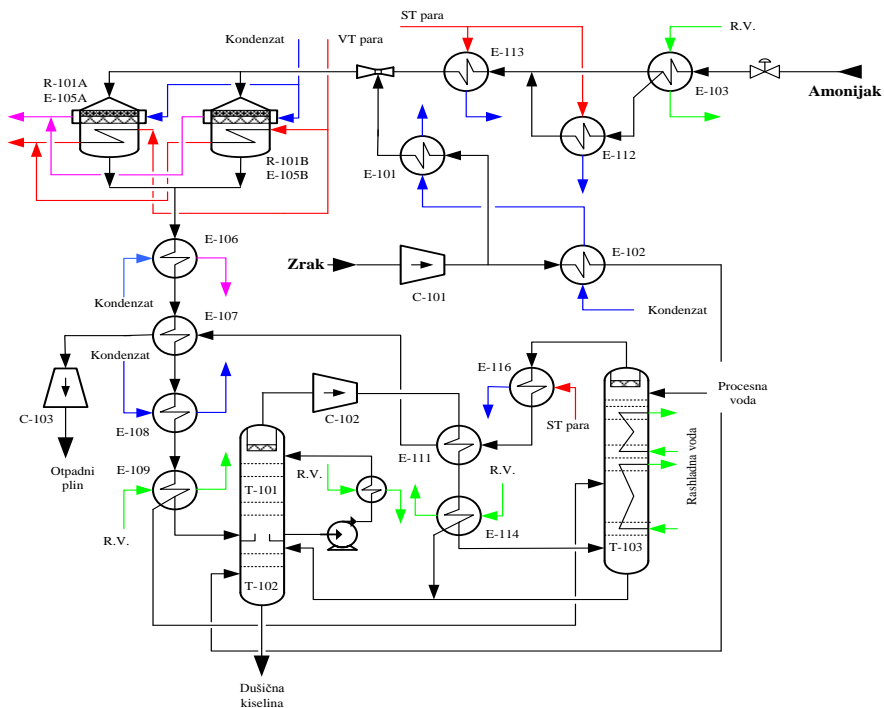 ST para
R.V.
Kondenzat
VT para
E-113
R-101A
E-105A
E-103
Amonijak
R-101B
E-105B
E-112
E-101
E-106
E-102
Zrak
C-101
Kondenzat
Kondenzat
E-107
Kondenzat
E-116
Procesna
voda
C-103
C-102
ST para
E-108
Otpadni
plin
E-111
Rashladna voda
E-109
R.V.
R.V.
T-101
R.V.
E-114
T-103
T-102
Dušična
kiselina